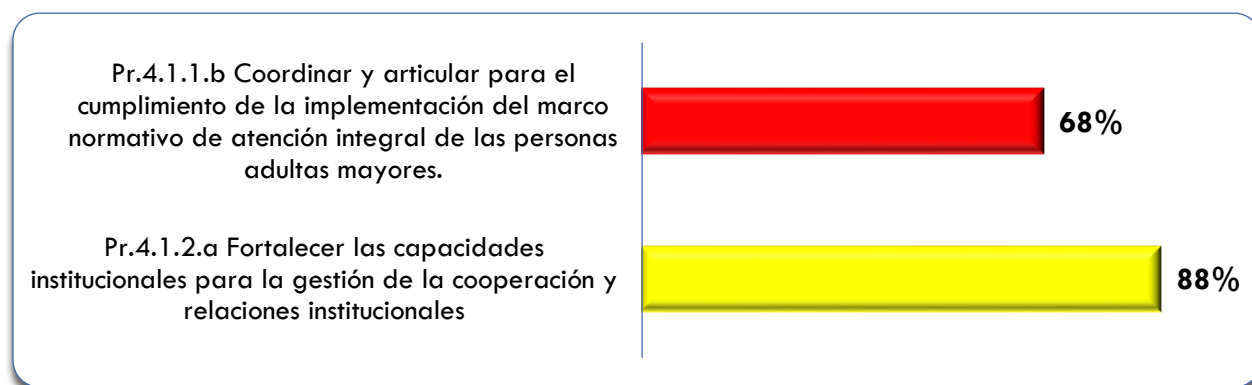 Pr.4.1.1.b Coordinar y articular para el
cumplimiento de la implementación del marco
normativo de atención integral de las personas
adultas mayores.
68%
Pr.4.1.2.a Fortalecer las capacidades
institucionales para la gestión de la cooperación y
relaciones institucionales
88%